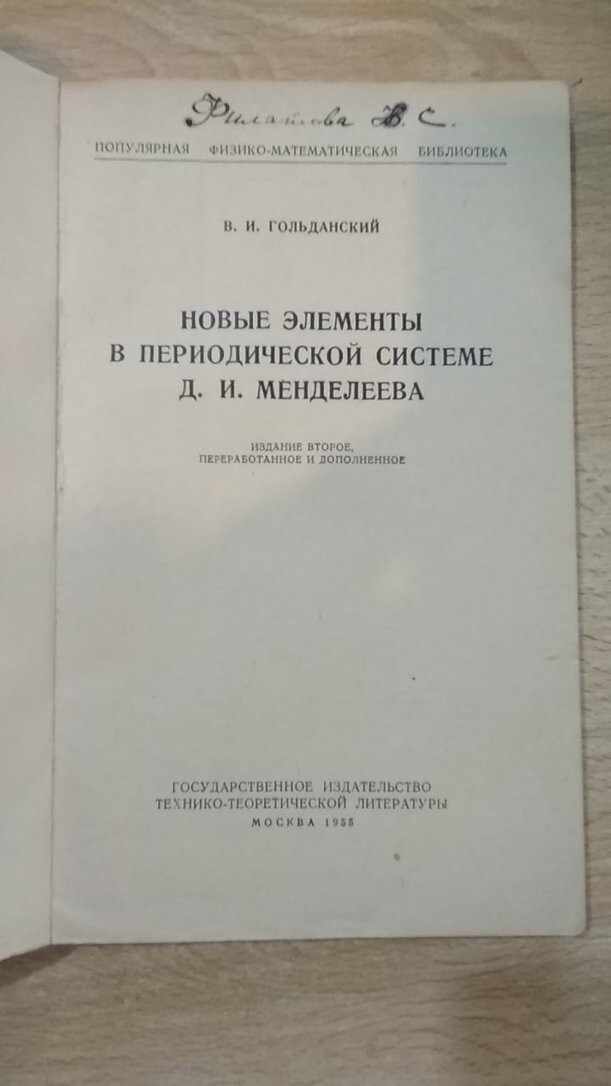 Филатова В. С.
ПОПУЛЯРНАЯ ФИЗИКО-МАТЕМАТИЧЕСКАЯ БИБЛИОТЕКА
В. И. ГОЛЬДАНСКИЙ
НОВЫЕ ЭЛЕМЕНТЫ
В ПЕРИОДИЧЕСКОЙ СИСТЕМЕ
Д. И. МЕНДЕЛЕЕВА
ИЗДАНИЕ ВТОРОЕ,
ПЕРЕРАБОТАННОЕ И ДОПОЛНЕННОЕ
ГОСУДАРСТВЕННОЕ ИЗДАТЕЛЬСТВО
ТЕХНИКО-ТЕОРЕТИЧЕСКОЙ ЛИТЕРАТУРЫ
МОСКВА 1955